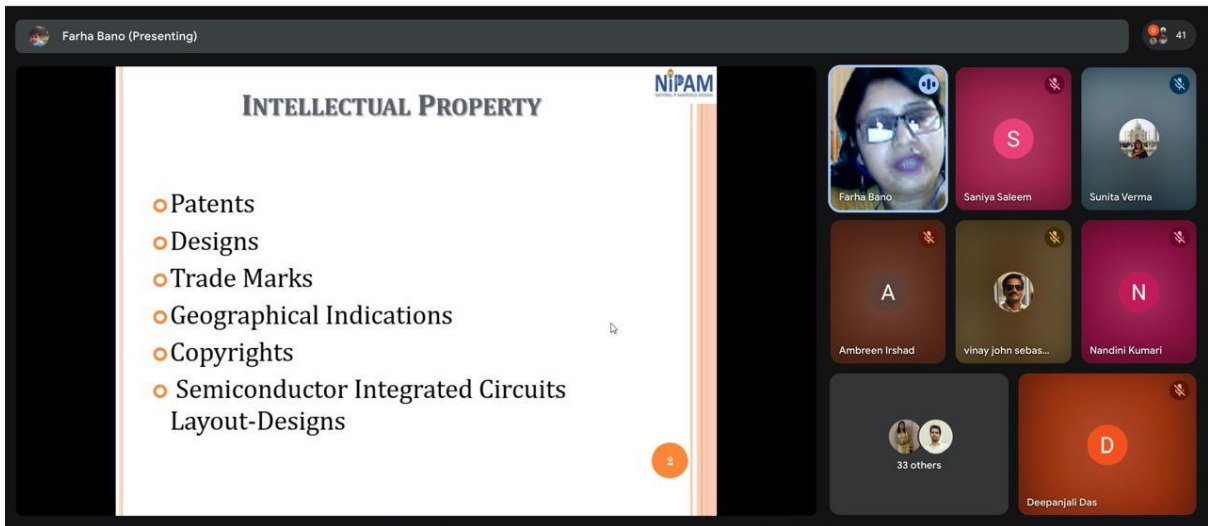 Farha Bano (Presenting)
41
NIPAM
INTELLECTUAL PROPERTY
Patents
Designs
Trade Marks
Geographical Indications
Copyrights
Semiconductor Integrated Circuits
Layout-Designs
2
Farha Bano
S
Saniya Saleem
Sunita Verma
A
Ambreen Irshad
vinay john sebas...
N
Nandini Kumari
33 others
D
Deepanjali Das